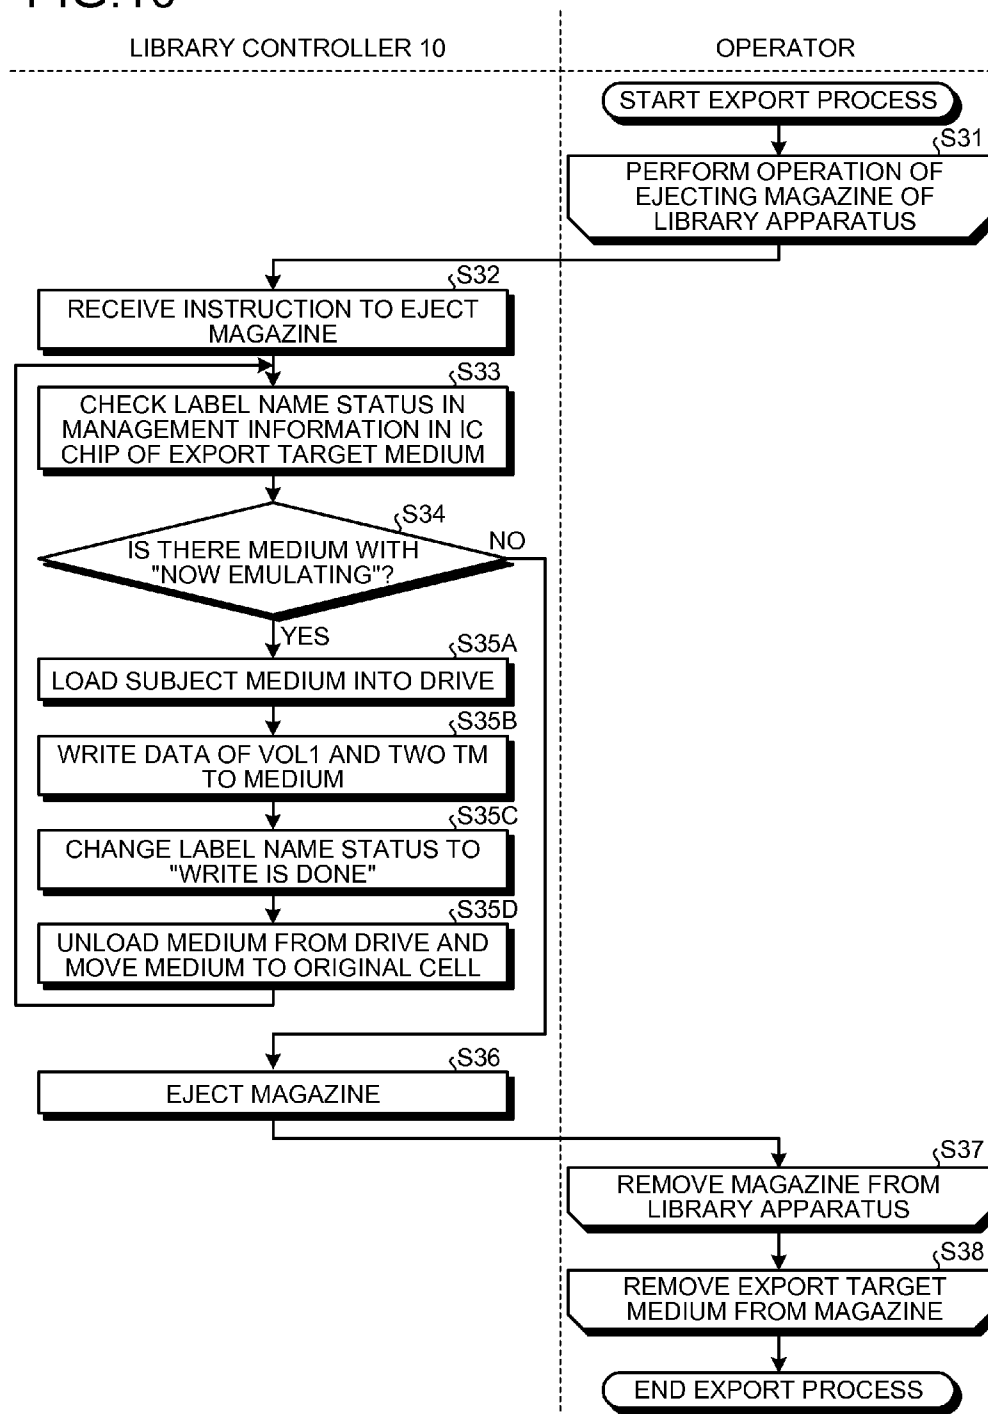 LIBRARY CONTROLLER 10
OPERATOR
START EXPORT PROCESS
S31
PERFORM OPERATION OF
EJECTING MAGAZINE OF
LIBRARY APPARATUS
S32
RECEIVE INSTRUCTION TO EJECT
MAGAZINE
S33
CHECK LABEL NAME STATUS IN
MANAGEMENT INFORMATION IN IC
CHIP OF EXPORT TARGET MEDIUM
S34
IS THERE MEDIUM WITH
"NOW EMULATING"?
NO
YES
S35A
LOAD SUBJECT MEDIUM INTO DRIVE
S35B
WRITE DATA OF VOL1 AND TWO TM
TO MEDIUM
S35C
CHANGE LABEL NAME STATUS TO
"WRITE IS DONE"
S35D
UNLOAD MEDIUM FROM DRIVE AND
MOVE MEDIUM TO ORIGINAL CELL
S36
EJECT MAGAZINE
S37
REMOVE MAGAZINE FROM
LIBRARY APPARATUS
S38
REMOVE EXPORT TARGET
MEDIUM FROM MAGAZINE
END EXPORT PROCESS